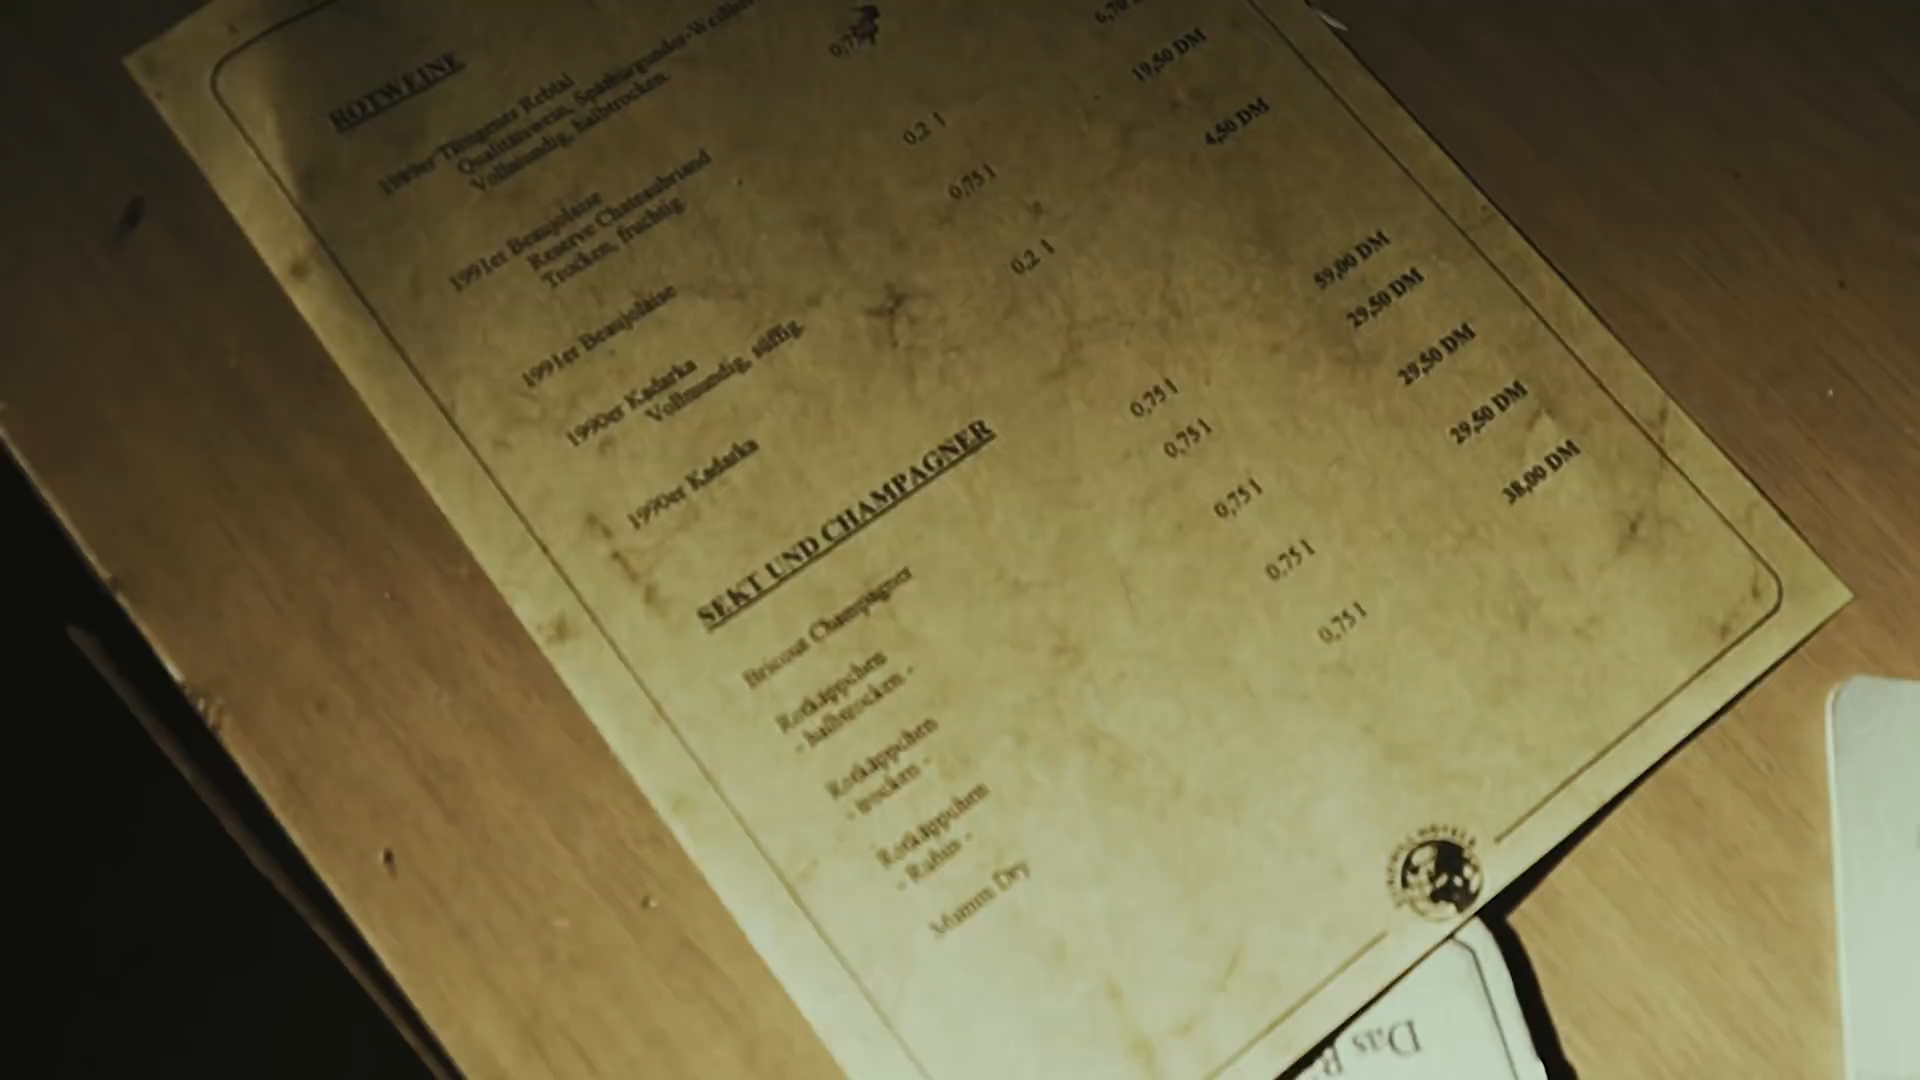 ROTWEINE
Rebtal
Qualitätswein, Spätburgunder-Weißherbst 0,75 6,70
Vollmundig, halbtrocken.
1991er Beaujolaise 0,2 l 19,50 DM
Reserve Chateaubriand
Trocken, fruchtig.
1991er Beaujolaise 0,75 l 4,50 DM
1990er Kadarka 0,2 l
Vollmundig, süffig.
1990er Kadarka
SEKT UND CHAMPAGNER
Bricout Champagner 0,75 l 59,00 DM
Rotkäppchen 0,75 l 29,50 DM
- halbtrocken -
Rotkäppchen 0,75 l 29,50 DM
- trocken -
Rotkäppchen 0,75 l 29,50 DM
- Rubin -
Mumm Dry 0,75 l 38,00 DM
Das